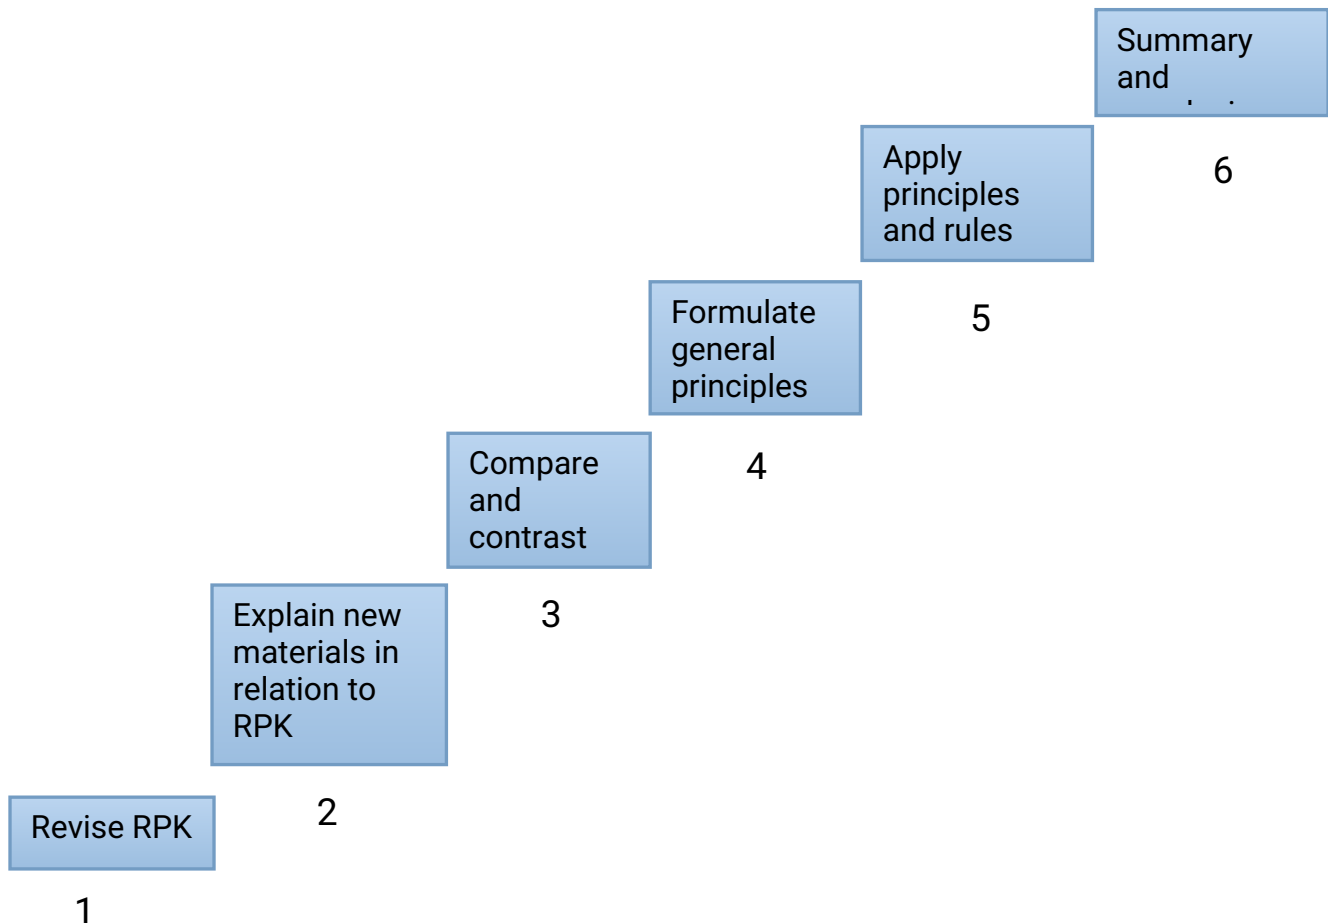 Summary
and
6
Apply
principles
and rules
5
Formulate
general
principles
4
Compare
and
contrast
3
Explain new
materials in
relation to
RPK
2
Revise RPK
1